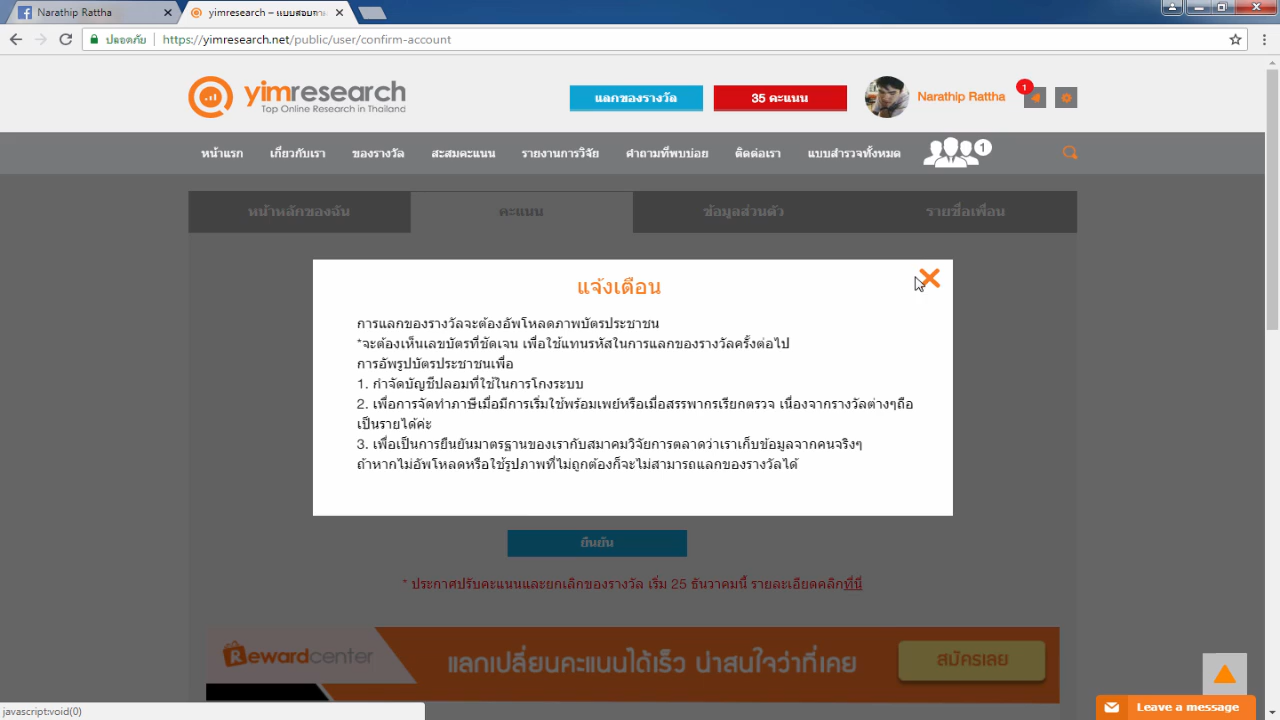 Narathip Rattha
yimresearch – แบบสอบถา
ปลอดภัย
https://yimresearch.net/public/user/confirm-account
yimresearch
Top Online Research in Thailand
แลกของรางวัล
35 คะแนน
Narathip Rattha
1
หน้าแรก
เกี่ยวกับเรา
ของรางวัล
สะสมคะแนน
รายงานการวิจัย
คำถามที่พบบ่อย
ติดต่อเรา
แบบสำรวจทั้งหมด
1
หน้าหลักของฉัน
คะแนน
ข้อมูลส่วนตัว
รายชื่อเพื่อน
แจ้งเตือน
การแลกของรางวัลจะต้องอัพโหลดภาพบัตรประชาชน
*จะต้องเห็นเลขบัตรที่ชัดเจน เพื่อใช้แทนรหัสในการแลกของรางวัลครั้งต่อไป
การอัพรูปบัตรประชาชนเพื่อ
1. กำจัดบัญชีปลอมที่ใช้ในการโกงระบบ
2. เพื่อการจัดทำภาษีเมื่อมีการเริ่มใช้พร้อมเพย์หรือเมื่อสรรพากรเรียกตรวจ เนื่องจากรางวัลต่างๆถือ
เป็นรายได้ค่ะ
3. เพื่อเป็นการยืนยันมาตรฐานของเรากับสมาคมวิจัยการตลาดว่าเราเก็บข้อมูลจากคนจริงๆ
ถ้าหากไม่อัพโหลดหรือใช้รูปภาพที่ไม่ถูกต้องก็จะไม่สามารถแลกของรางวัลได้
ยืนยัน
* ประกาศปรับคะแนนและยกเลิกของรางวัล เริ่ม 25 ธันวาคมนี้ รายละเอียดคลิกที่นี่
Rewardcenter
แลกเปลี่ยนคะแนนได้เร็ว น่าสนใจว่าที่เคย
สมัครเลย
Leave a message
javascript:void(0)